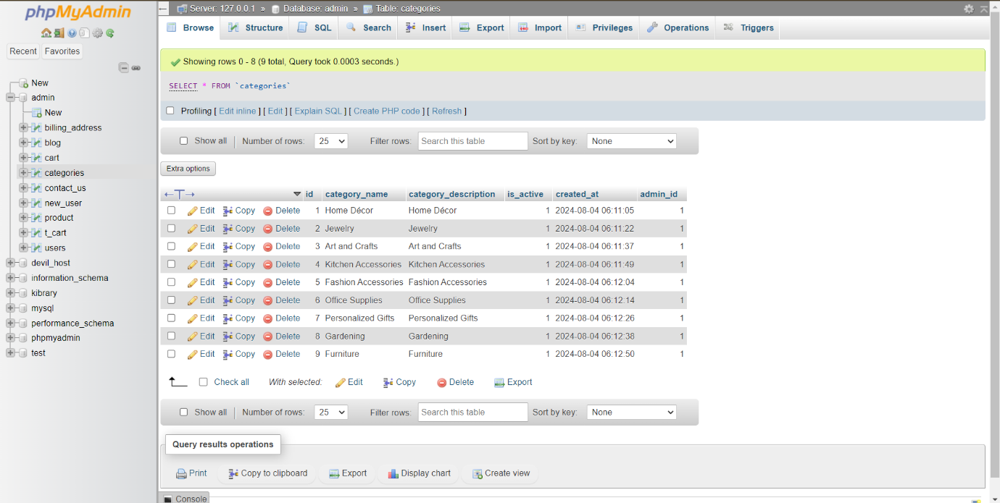 phpMyAdmin
Recent Favorites
New
admin
New
billing_address
blog
cart
categories
contact_us
new_user
product
t_cart
users
devil_host
information_schema
kibrary
mysql
performance_schema
phpmyadmin
test
Server: 127.0.0.1 » Database: admin » Table: categories
Browse Structure SQL Search Insert Export Import Privileges Operations Triggers
Showing rows 0 - 8 (9 total, Query took 0.0003 seconds.)
SELECT * FROM `categories`
Profiling [ Edit inline ] [ Edit ] [ Explain SQL ] [ Create PHP code ] [ Refresh ]
Show all Number of rows: 25 Filter rows: Search this table Sort by key: None
Extra options
←T→ id category_name category_description is_active created_at admin_id
Edit Copy Delete 1 Home Décor Home Décor 1 2024-08-04 06:11:05 1
Edit Copy Delete 2 Jewelry Jewelry 1 2024-08-04 06:11:22 1
Edit Copy Delete 3 Art and Crafts Art and Crafts 1 2024-08-04 06:11:37 1
Edit Copy Delete 4 Kitchen Accessories Kitchen Accessories 1 2024-08-04 06:11:49 1
Edit Copy Delete 5 Fashion Accessories Fashion Accessories 1 2024-08-04 06:12:04 1
Edit Copy Delete 6 Office Supplies Office Supplies 1 2024-08-04 06:12:14 1
Edit Copy Delete 7 Personalized Gifts Personalized Gifts 1 2024-08-04 06:12:26 1
Edit Copy Delete 8 Gardening Gardening 1 2024-08-04 06:12:38 1
Edit Copy Delete 9 Furniture Furniture 1 2024-08-04 06:12:50 1
Check all With selected: Edit Copy Delete Export
Show all Number of rows: 25 Filter rows: Search this table Sort by key: None
Query results operations
Print Copy to clipboard Export Display chart Create view
Console